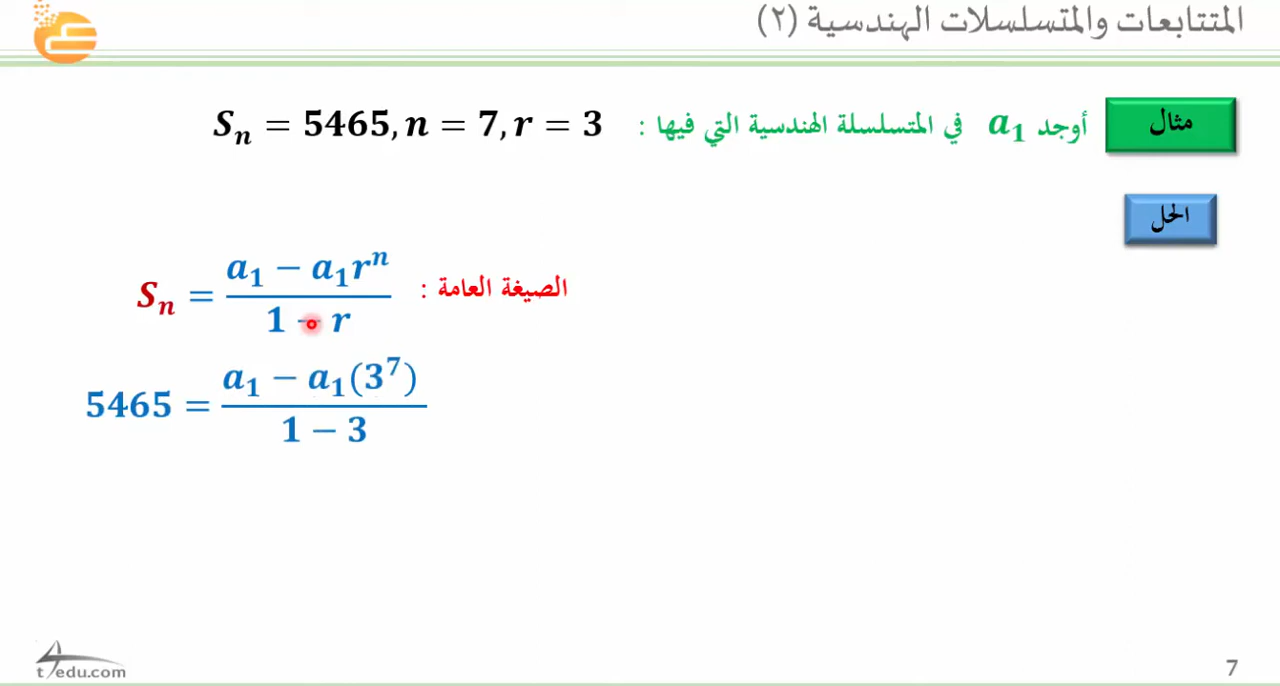 المتتابعات والمتسلسلات الهندسية (٢)
مثال
أوجد a₁ في المتسلسلة الهندسية التي فيها : Sₙ = 5465, n = 7, r = 3
الحل
الصيغة العامة : Sₙ = (a₁ − a₁rⁿ) / (1 − r)
5465 = (a₁ − a₁(3⁷)) / (1 − 3)
t4edu.com
7